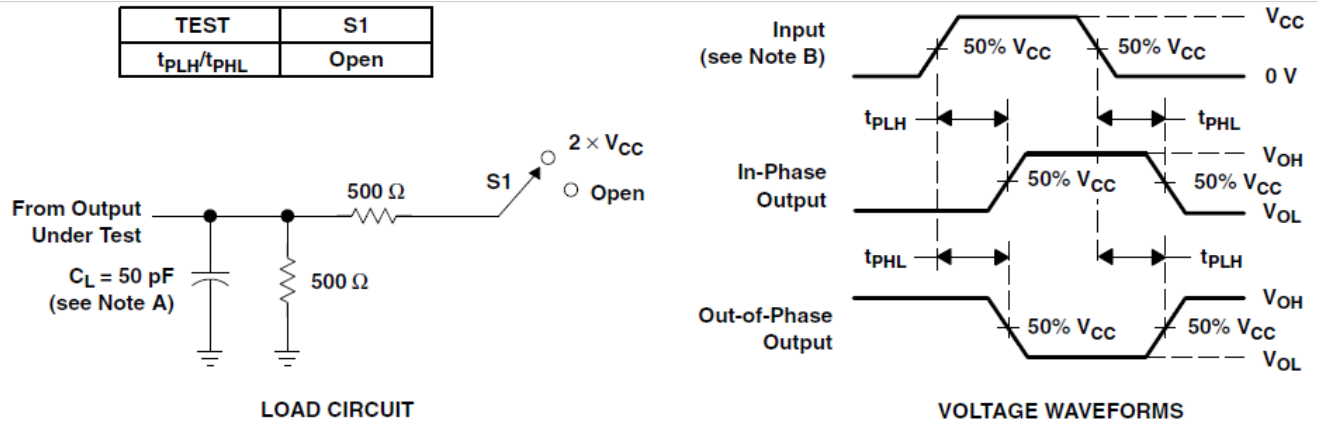 TEST S1
tPLH/tPHL Open
2 × VCC
S1
Open
500 Ω
From Output
Under Test
CL = 50 pF
(see Note A)
500 Ω
LOAD CIRCUIT
Input
(see Note B)
50% VCC
50% VCC
VCC
0 V
tPLH
tPHL
In-Phase
Output
50% VCC
50% VCC
VOH
VOL
tPHL
tPLH
Out-of-Phase
Output
50% VCC
50% VCC
VOH
VOL
VOLTAGE WAVEFORMS